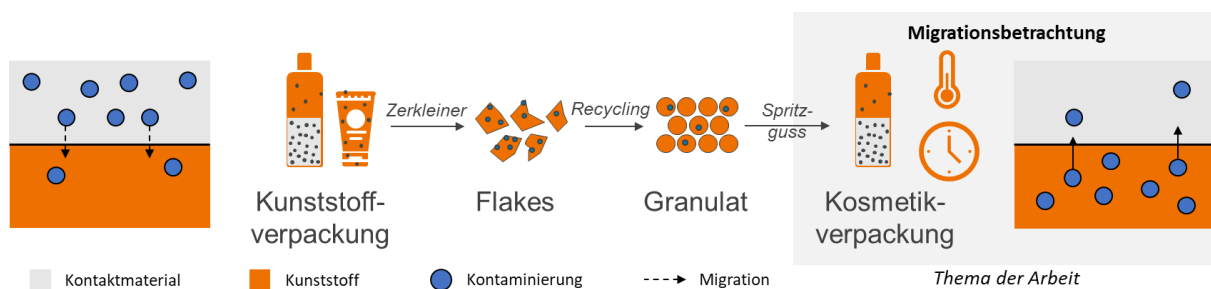 Migrationsbetrachtung
Zerkleiner
Recycling
Spritz-
guss
Kunststoff-
verpackung
Flakes
Granulat
Kosmetik-
verpackung
Kontaktmaterial
Kunststoff
Kontaminierung
Migration
Thema der Arbeit